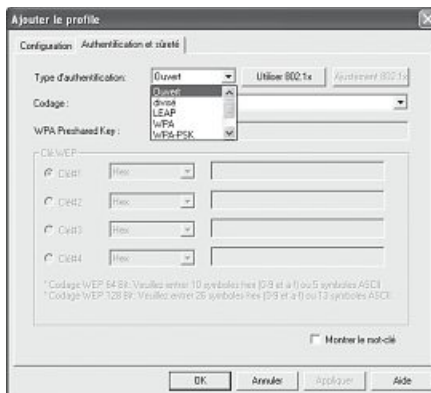 Ajouter le profile
Configuration Authentification et sûreté
Type d'authentification: Ouvert Utiliser 802.1x Ajustement 802.1x
Ouvert
divisé
LEAP
WPA
WPA-PSK
Codage :
WPA Preshared Key :
Clé WEP
Clé#1 Hex
Clé#2 Hex
Clé#3 Hex
Clé#4 Hex
* Codage WEP 64 Bit: Veuillez entrer 10 symboles hex (0-9 et a-f) ou 5 symboles ASCII
* Codage WEP 128 Bit: Veuillez entrer 26 symboles hex (0-9 et a-f) ou 13 symboles ASCII
Montrer le mot-clé
OK Annuler Appliquer Aide